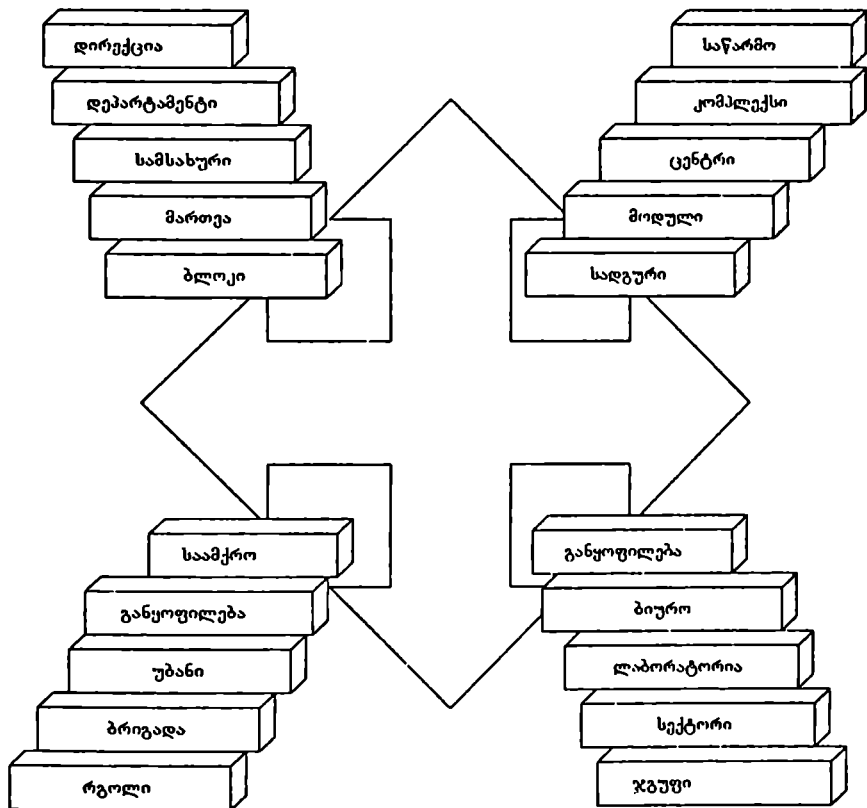 დირექცია
დეპარტამენტი
სამსახური
მართვა
ბლოკი
საწარმო
კომპლექსი
ცენტრი
მოდული
სადგური
საამქრო
განყოფილება
უბანი
ბრიგადა
რგოლი
განყოფილება
ბიურო
ლაბორატორია
სექტორი
ჯგუფი